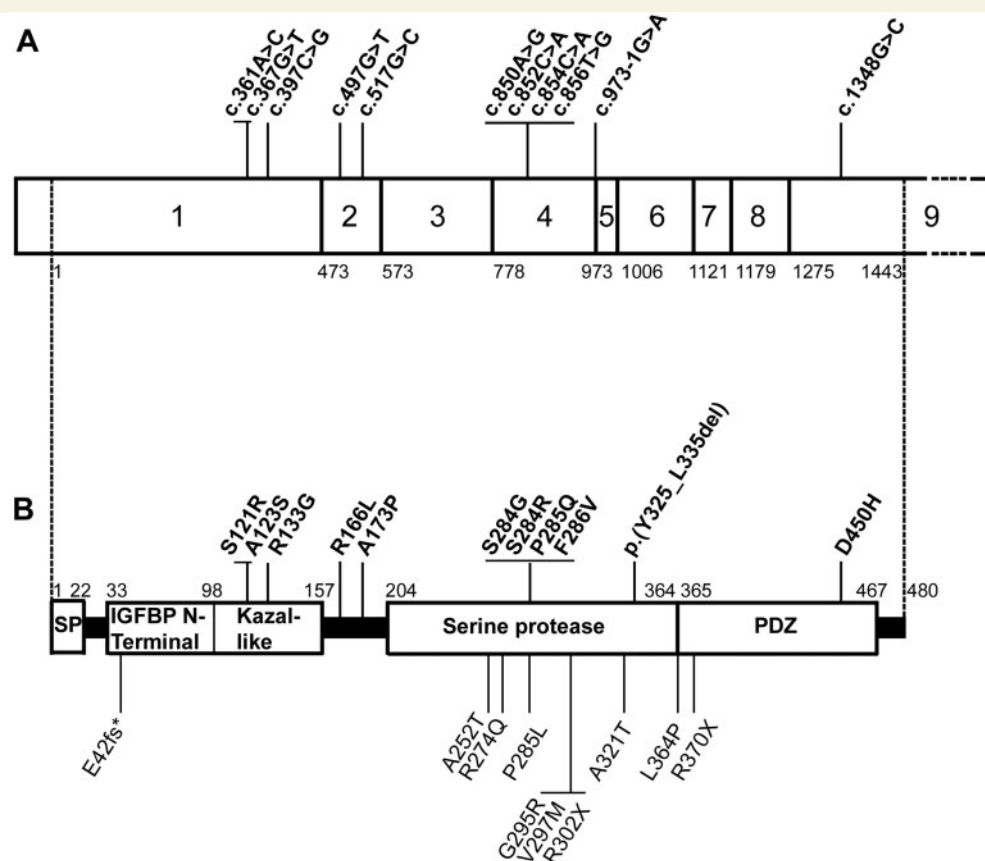 A
c.361A>C
c.367G>T
c.397C>G
c.497G>T
c.517G>C
c.850A>G
c.852C>A
c.854C>A
c.856T>G
c.973-1G>A
c.1348G>C
1 2 3 4 5 6 7 8 9
1 473 573 778 973 1006 1121 1179 1275 1443
B
S121R
A123S
R133G
R166L
A173P
S284G
S284R
P285Q
F286V
p.(Y325_L335del)
D450H
1 22 33 98 157 204 364 365 467 480
SP
IGFBP N-
Terminal
Kazal-
like
Serine protease
PDZ
E42fs*
A252T
R274Q
P285L
G295R
V297M
R302X
A321T
L364P
R370X